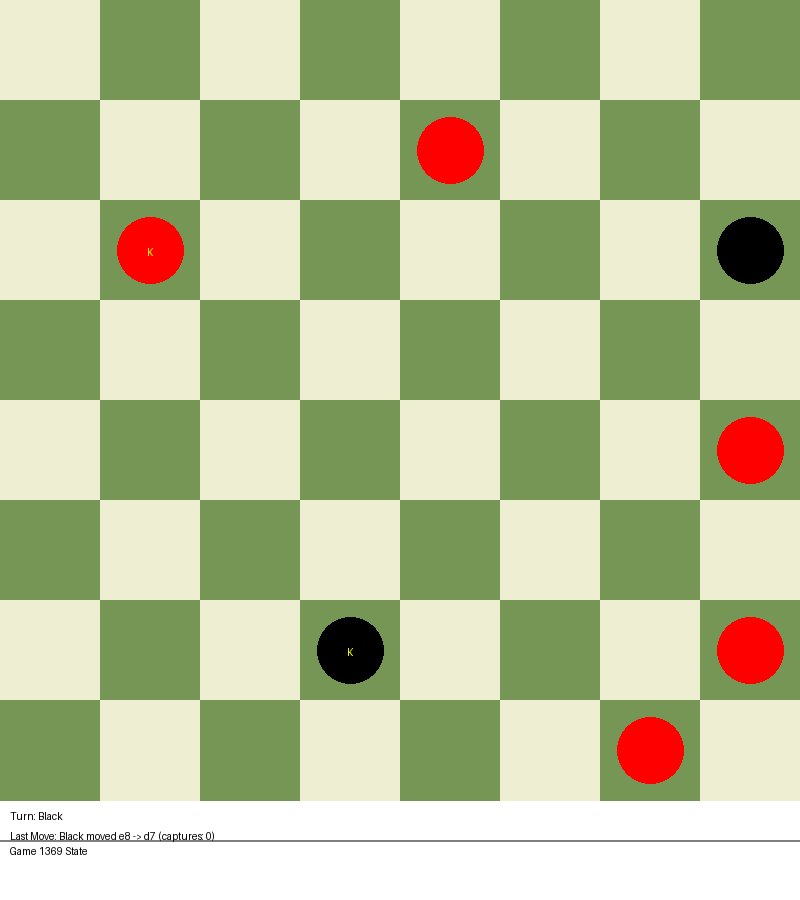 K
K
Turn: Black
Last Move: Black moved e8 -> d7 (captures: 0)
Game 1369 State